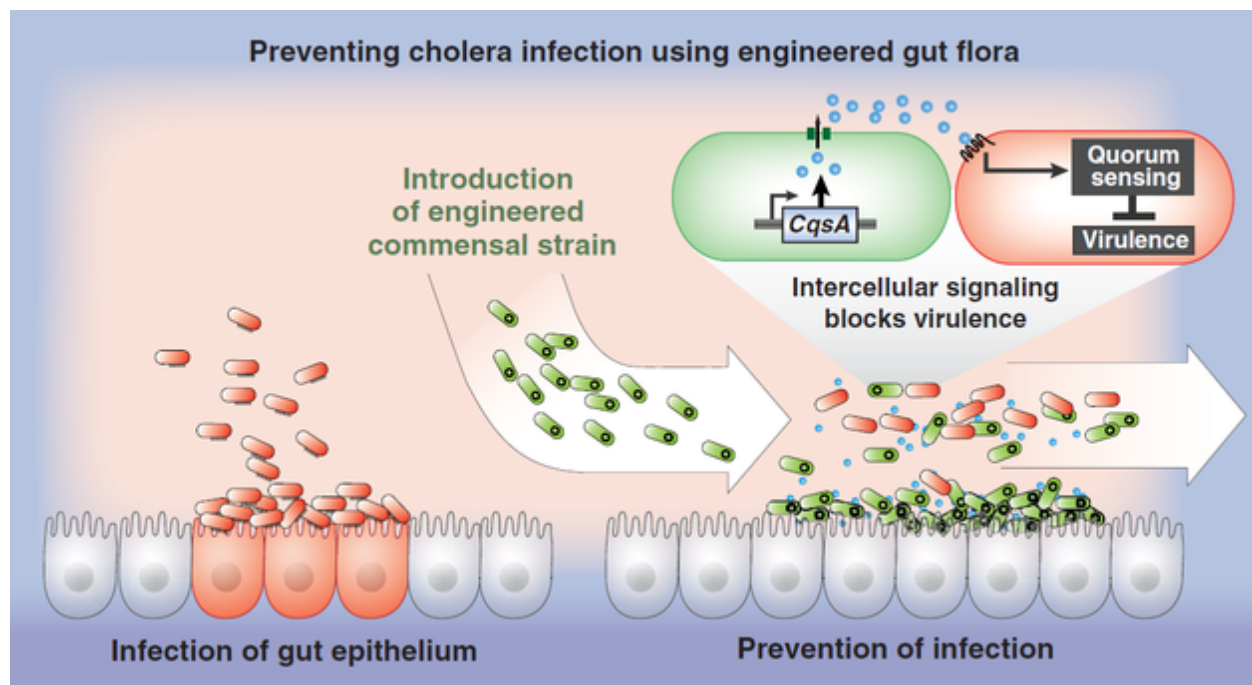 Preventing cholera infection using engineered gut flora
Introduction
of engineered
commensal strain
CqsA
Quorum
sensing
Virulence
Intercellular signaling
blocks virulence
Infection of gut epithelium
Prevention of infection